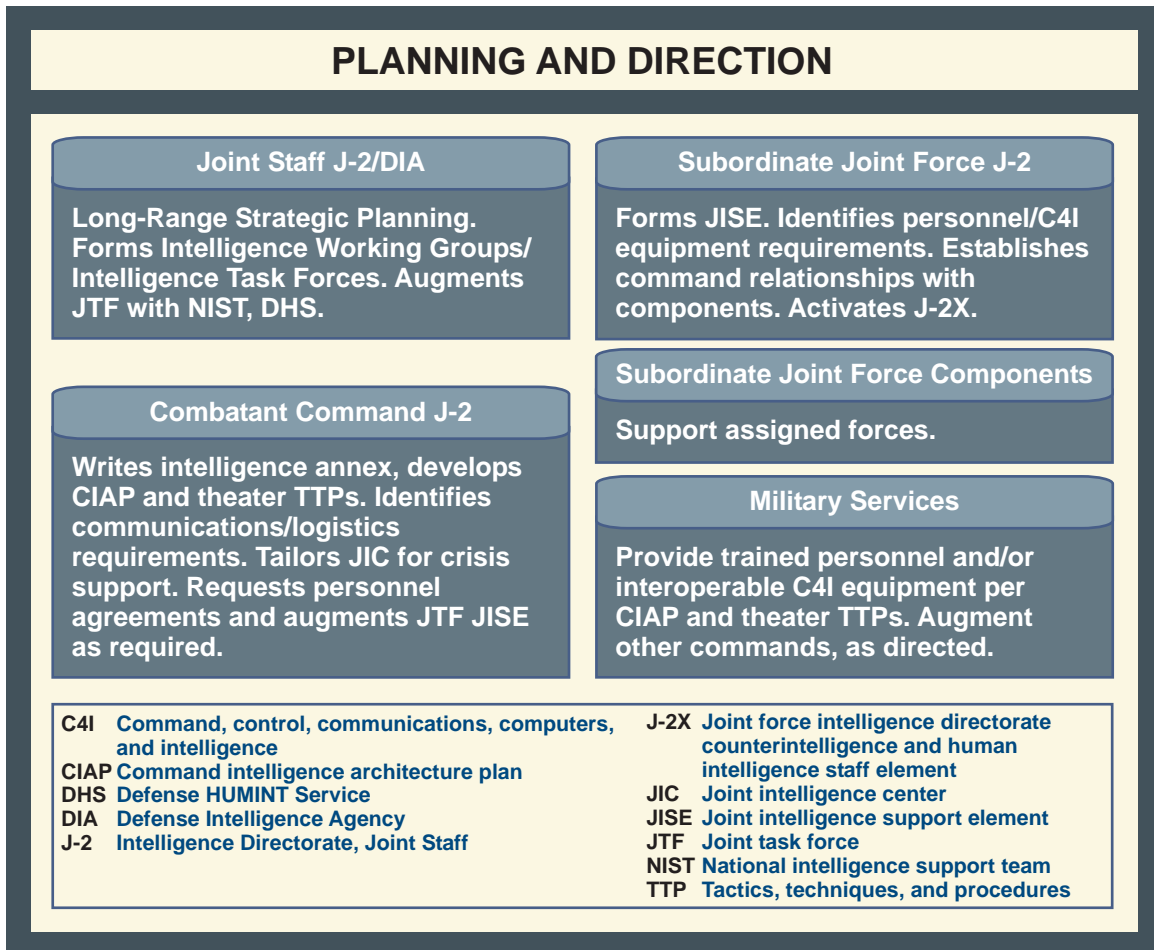 PLANNING AND DIRECTION
Joint Staff J-2/DIA
Long-Range Strategic Planning.
Forms Intelligence Working Groups/
Intelligence Task Forces. Augments
JTF with NIST, DHS.
Combatant Command J-2
Writes intelligence annex, develops
CIAP and theater TTPs. Identifies
communications/logistics
requirements. Tailors JIC for crisis
support. Requests personnel
agreements and augments JTF JISE
as required.
Subordinate Joint Force J-2
Forms JISE. Identifies personnel/C4I
equipment requirements. Establishes
command relationships with
components. Activates J-2X.
Subordinate Joint Force Components
Support assigned forces.
Military Services
Provide trained personnel and/or
interoperable C4I equipment per
CIAP and theater TTPs. Augment
other commands, as directed.
C4I Command, control, communications, computers,
and intelligence
CIAP Command intelligence architecture plan
DHS Defense HUMINT Service
DIA Defense Intelligence Agency
J-2 Intelligence Directorate, Joint Staff
J-2X Joint force intelligence directorate
counterintelligence and human
intelligence staff element
JIC Joint intelligence center
JISE Joint intelligence support element
JTF Joint task force
NIST National intelligence support team
TTP Tactics, techniques, and procedures